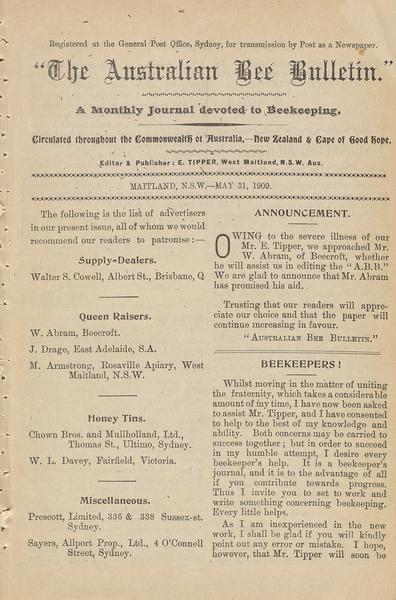 Registered at the General Post Office, Sydney, for transmission by Post as a Newspaper.
"The Australian Bee Bulletin."
A Monthly Journal devoted to Beekeeping.
Circulated throughout the Commonwealth of Australia,—New Zealand & Cape of Good Hope.
Editor & Publisher: E. TIPPER, West Maitland, N.S.W. Aus.
MAITLAND, N.S.W.—MAY 31, 1909.
The following is the list of advertisers
in our present issue, all of whom we would
recommend our readers to patronise:—
Supply-Dealers.
Walter S. Cowell, Albert St., Brisbane, Q
Queen Raisers.
W. Abram, Beecroft.
J. Drage, East Adelaide, S.A.
M. Armstrong, Rosaville Apiary, West
Maitland, N.S.W.
Honey Tins.
Chown Bros. and Mullholland, Ltd.,
Thomas St., Ultimo, Sydney.
W. L. Davey, Fairfield, Victoria.
Miscellaneous.
Prescott, Limited, 336 & 338 Sussex-st.
Sydney.
Sayers, Allport Prop., Ltd., 4 O'Connell
Street, Sydney.
ANNOUNCEMENT.
OWING to the severe illness of our
Mr. E. Tipper, we approached Mr.
W. Abram, of Beecroft, whether
he will assist us in editing the "A.B.B."
We are glad to announce that Mr. Abram
has promised his aid.
Trusting that our readers will appre-
ciate our choice and that the paper will
continue increasing in favour.
"AUSTRALIAN BEE BULLETIN."
BEEKEEPERS!
Whilst moving in the matter of uniting
the fraternity, which takes a considerable
amount of my time, I have now been asked
to assist Mr. Tipper, and I have consented
to help to the best of my knowledge and
ability. Both concerns may be carried to
success together; but in order to succeed
in my humble attempt, I desire every
beekeeper's help. It is a beekeeper's
journal, and it is to the advantage of all
if you contribute towards progress.
Thus I invite you to set to work and
write something concerning beekeeping.
Every little helps.
As I am inexperienced in the new
work, I shall be glad if you will kindly
point out any error or mistake. I hope,
however, that Mr. Tipper will soon be